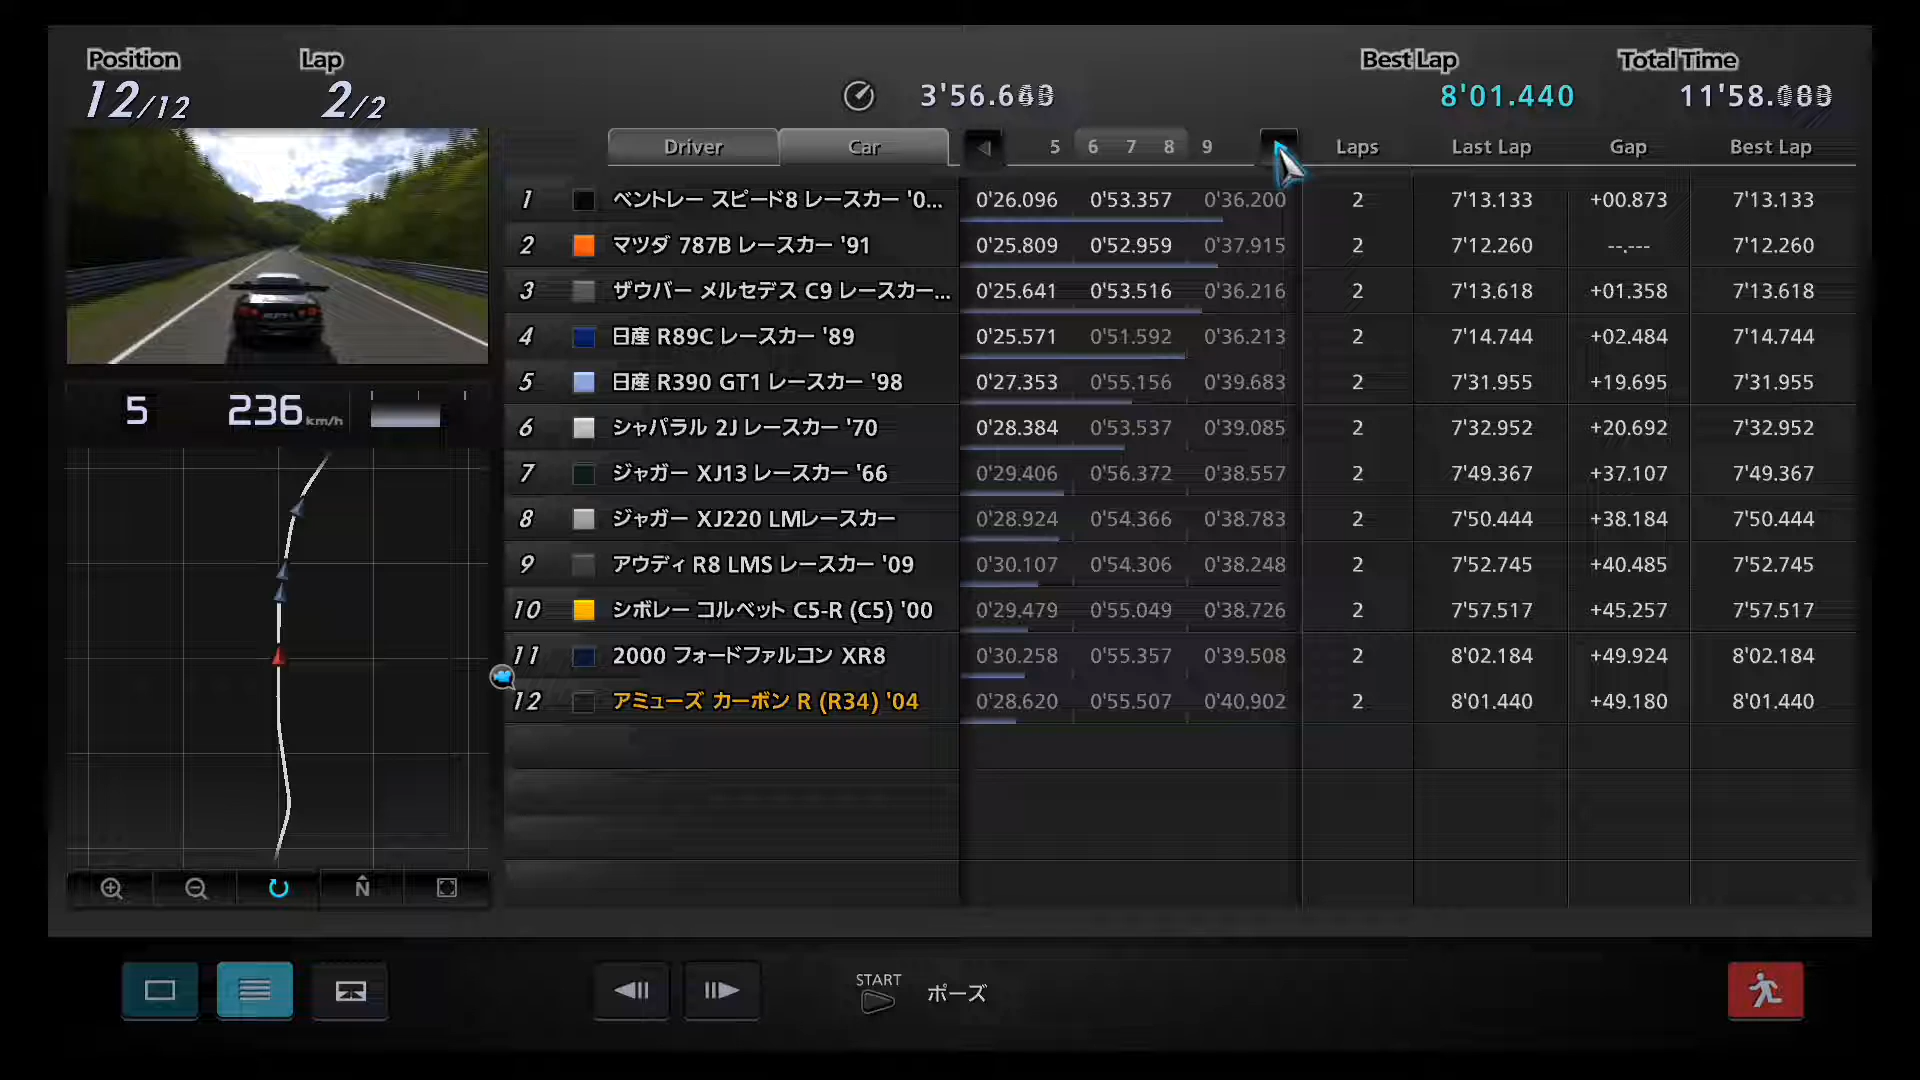 Position Lap Best Lap Total Time
12/12 2/2 3'56.6 8'01.440 11'58.
Driver Car 5 6 7 8 9 Laps Last Lap Gap Best Lap
1 ベントレー スピード8 レースカー '0... 0'26.096 0'53.357 0'36.200 2 7'13.133 +00.873 7'13.133
2 マツダ 787B レースカー '91 0'25.809 0'52.959 0'37.915 2 7'12.260 --.--- 7'12.260
3 ザウバー メルセデス C9 レースカー... 0'25.641 0'53.516 0'36.216 2 7'13.618 +01.358 7'13.618
4 日産 R89C レースカー '89 0'25.571 0'51.592 0'36.213 2 7'14.744 +02.484 7'14.744
5 日産 R390 GT1 レースカー '98 0'27.353 0'55.156 0'39.683 2 7'31.955 +19.695 7'31.955
6 シャパラル 2J レースカー '70 0'28.384 0'53.537 0'39.085 2 7'32.952 +20.692 7'32.952
7 ジャガー XJ13 レースカー '66 0'29.406 0'56.372 0'38.557 2 7'49.367 +37.107 7'49.367
8 ジャガー XJ220 LMレースカー 0'28.924 0'54.366 0'38.783 2 7'50.444 +38.184 7'50.444
9 アウディ R8 LMS レースカー '09 0'30.107 0'54.306 0'38.248 2 7'52.745 +40.485 7'52.745
10 シボレー コルベット C5-R (C5) '00 0'29.479 0'55.049 0'38.726 2 7'57.517 +45.257 7'57.517
11 2000 フォードファルコン XR8 0'30.258 0'55.357 0'39.508 2 8'02.184 +49.924 8'02.184
12 アミューズ カーボン R (R34) '04 0'28.620 0'55.507 0'40.902 2 8'01.440 +49.180 8'01.440
5 236 km/h
N
START ポーズ